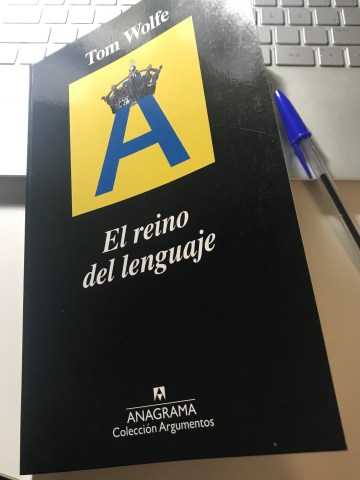 Tom Wolfe
A
El reino
del lenguaje
ANAGRAMA
Colección Argumentos